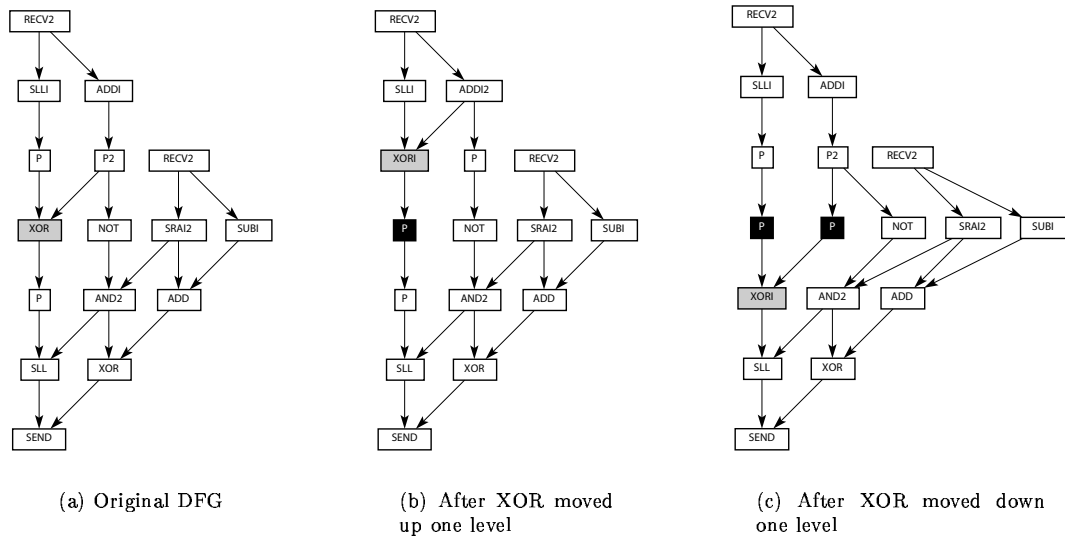 RECV2
SLLI
ADDI
P
P2
RECV2
XOR
NOT
SRAI2
SUBI
P
AND2
ADD
SLL
XOR
SEND
(a) Original DFG
RECV2
SLLI
ADDI2
XORI
P
RECV2
P
NOT
SRAI2
SUBI
P
AND2
ADD
SLL
XOR
SEND
(b) After XOR moved
up one level
RECV2
SLLI
ADDI
P
P2
RECV2
P
P
NOT
SRAI2
SUBI
XORI
AND2
ADD
SLL
XOR
SEND
(c) After XOR moved down
one level